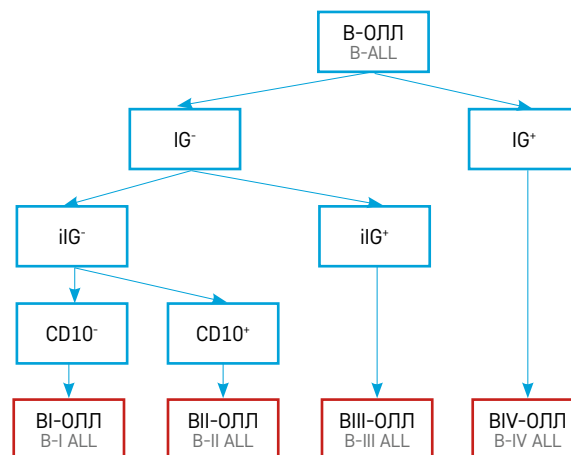 В-ОЛЛ
B-ALL
IG⁻
IG⁺
iIG⁻
iIG⁺
CD10⁻
CD10⁺
BI-ОЛЛ
B-I ALL
BII-ОЛЛ
B-II ALL
BIII-ОЛЛ
B-III ALL
BIV-ОЛЛ
B-IV ALL